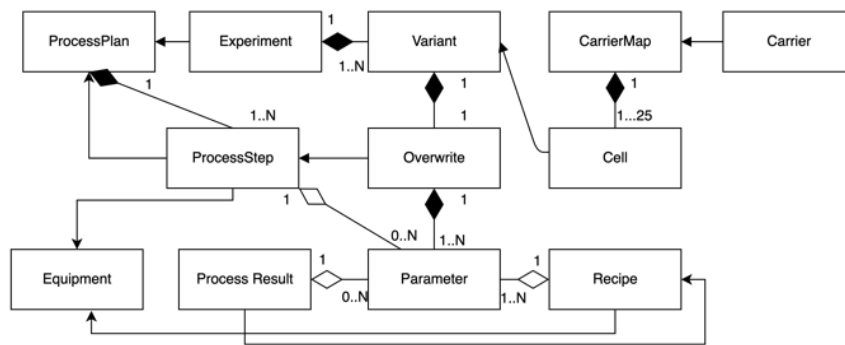 ProcessPlan
Experiment
1
1..N
Variant
CarrierMap
Carrier
1
1..N
1
1
1
1...25
ProcessStep
Overwrite
Cell
1
0..N
1
1..N
Equipment
Process Result
1
0..N
Parameter
1
1..N
Recipe